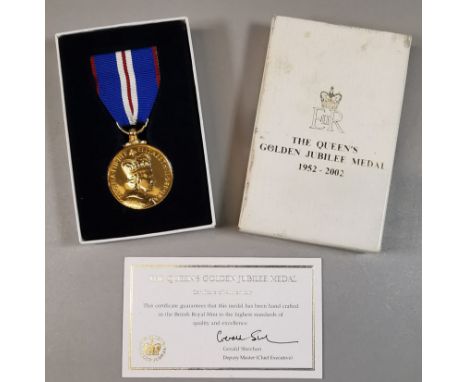 EIIR
THE QUEEN'S
GOLDEN JUBILEE MEDAL
1952 - 2002
THE QUEEN'S GOLDEN JUBILEE MEDAL
This certificate guarantees that this medal has been hand crafted
at the British Royal Mint to the highest standards of
quality and excellence.
Gerald Sheehan
Deputy Master (Chief Executive)